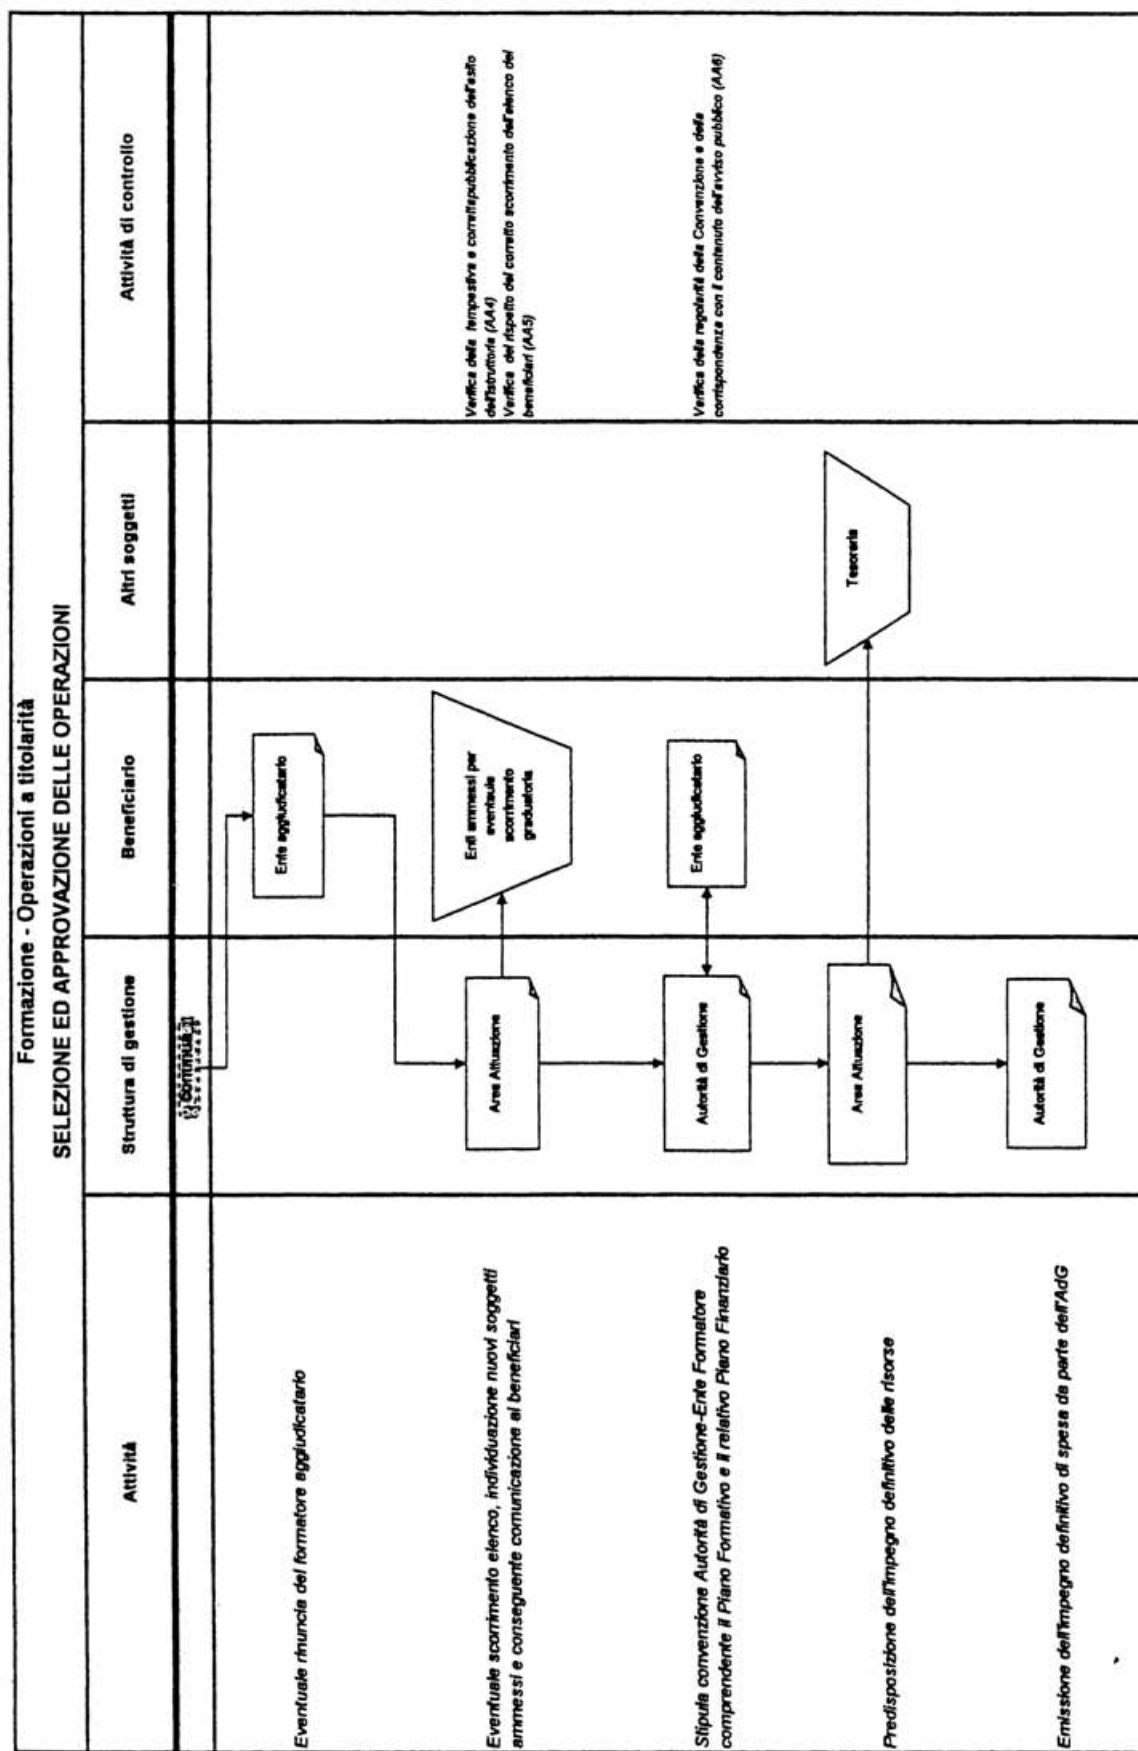 Formazione - Operazioni a titolarità
SELEZIONE ED APPROVAZIONE DELLE OPERAZIONI
Attività
Struttura di gestione
Beneficiario
Altri soggetti
Attività di controllo
Continua
Eventuale rinuncia del formatore aggiudicatario
Ente aggiudicatario
Eventuale scorrimento elenco, individuazione nuovi soggetti
ammessi e conseguente comunicazione ai beneficiari
Area Attuazione
Enti ammessi per
eventaule
scorrimento
graduatoria
Verifica della tempestiva e correttapubblicazione dell'esito
dell'istruttoria (AA4)
Verifica del rispetto del corretto scorrimento dell'elenco dei
beneficiari (AA5)
Stipula convenzione Autorità di Gestione-Ente Formatore
comprendente il Piano Formativo e il relativo Piano Finanziario
Autorità di Gestione
Ente aggiudicatario
Verifica della regolarità della Convenzione e della
corrispondenza con il contenuto dell'avviso pubblico (AA6)
Predisposizione dell'impegno definitivo delle risorse
Area Attuazione
Tesoreria
Emissione dell'impegno definitivo di spesa da parte dell'AdG
Autorità di Gestione